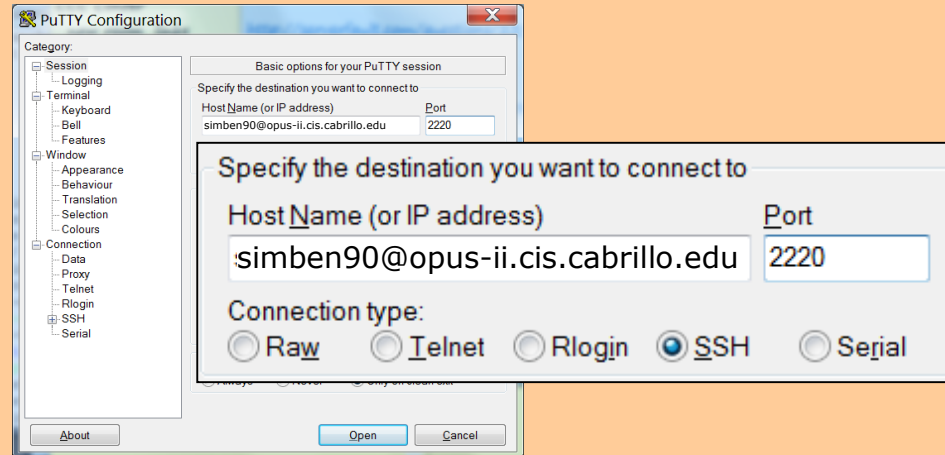 PuTTY Configuration
Category:
Session
Logging
Terminal
Keyboard
Bell
Features
Window
Appearance
Behaviour
Translation
Selection
Colours
Connection
Data
Proxy
Telnet
Rlogin
SSH
Serial
Basic options for your PuTTY session
Specify the destination you want to connect to
Host Name (or IP address) Port
simben90@opus-ii.cis.cabrillo.edu 2220
Specify the destination you want to connect to
Host Name (or IP address) Port
simben90@opus-ii.cis.cabrillo.edu 2220
Connection type:
Raw Telnet Rlogin SSH Serial
About Open Cancel